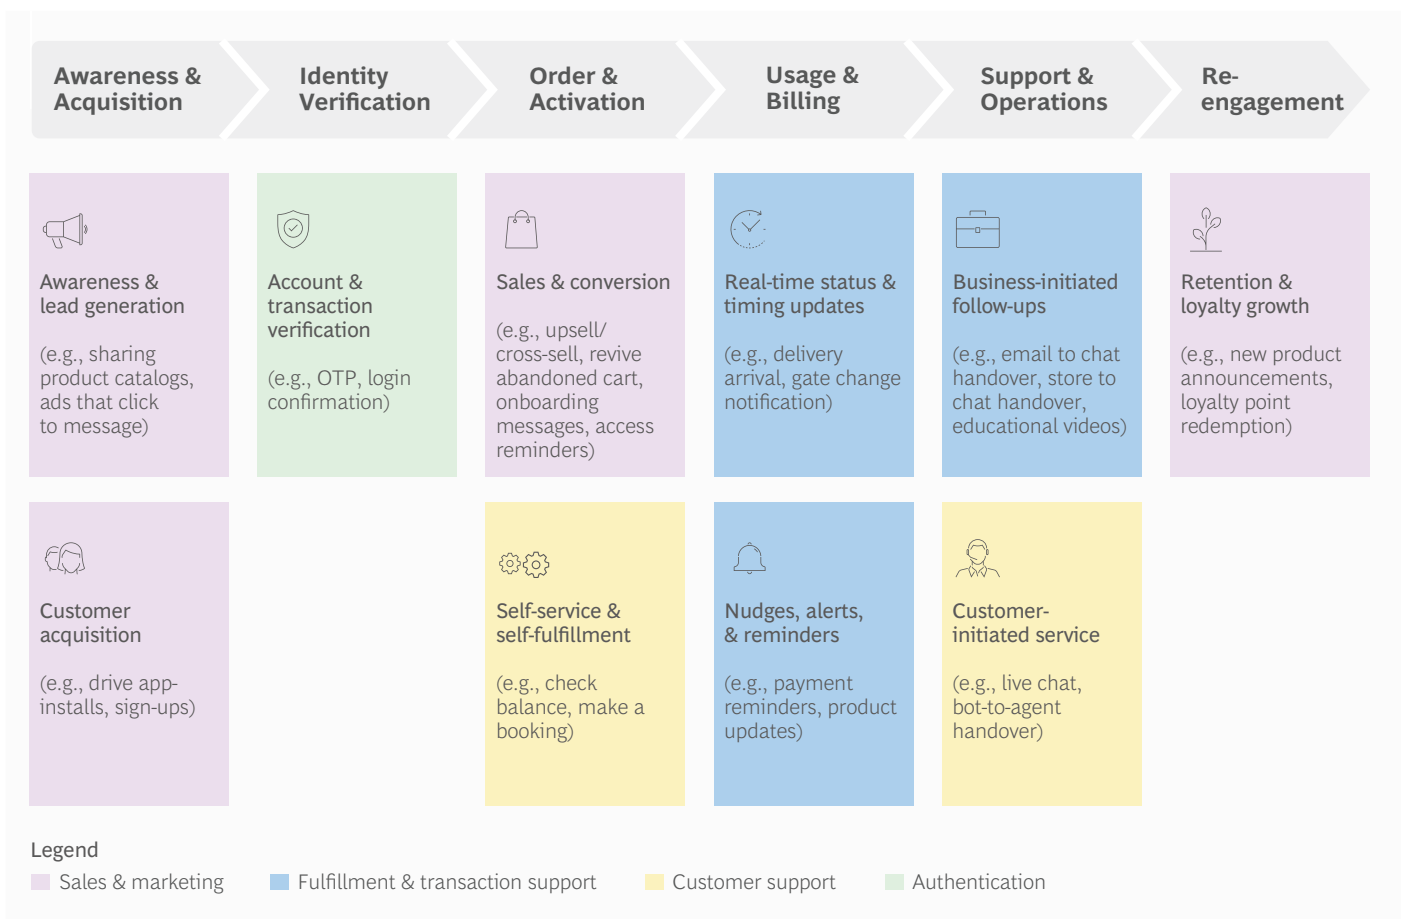 Awareness &
Acquisition
Identity
Verification
Order &
Activation
Usage &
Billing
Support &
Operations
Re-
engagement
Awareness &
lead generation
(e.g., sharing
product catalogs,
ads that click
to message)
Account &
transaction
verification
(e.g., OTP, login
confirmation)
Sales & conversion
(e.g., upsell/
cross-sell, revive
abandoned cart,
onboarding
messages, access
reminders)
Real-time status &
timing updates
(e.g., delivery
arrival, gate change
notification)
Business-initiated
follow-ups
(e.g., email to chat
handover, store to
chat handover,
educational videos)
Retention &
loyalty growth
(e.g., new product
announcements,
loyalty point
redemption)
Customer
acquisition
(e.g., drive app-
installs, sign-ups)
Self-service &
self-fulfillment
(e.g., check
balance, make a
booking)
Nudges, alerts,
& reminders
(e.g., payment
reminders, product
updates)
Customer-
initiated service
(e.g., live chat,
bot-to-agent
handover)
Legend
Sales & marketing
Fulfillment & transaction support
Customer support
Authentication